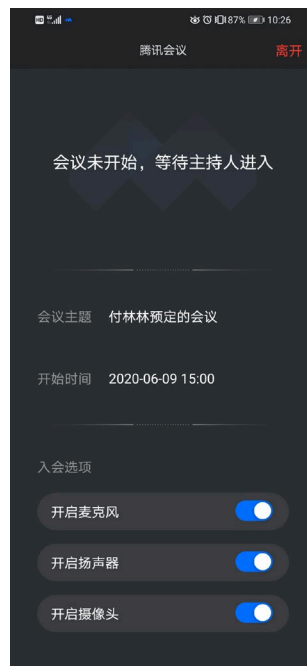 87% 10:26
腾讯会议 离开
会议未开始，等待主持人进入
会议主题 付林林预定的会议
开始时间 2020-06-09 15:00
入会选项
开启麦克风
开启扬声器
开启摄像头